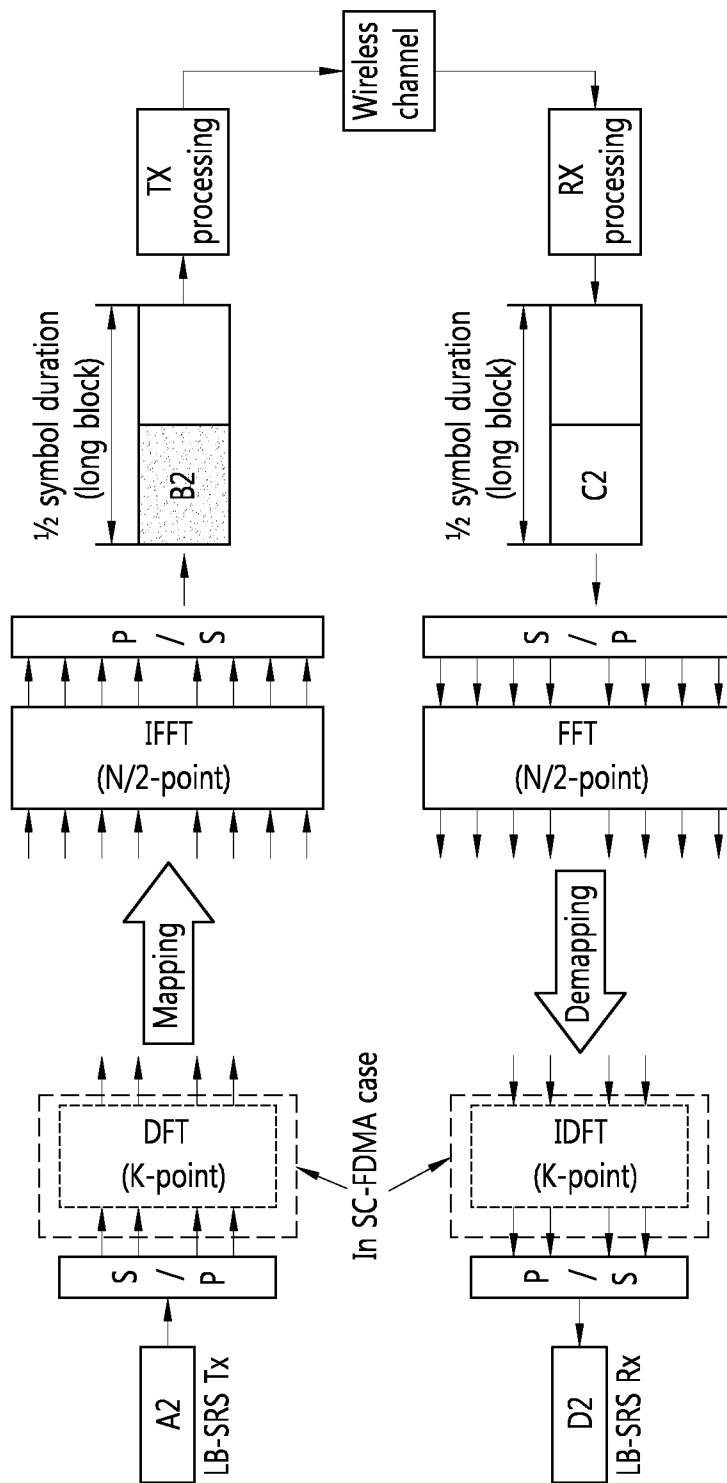 A2
LB-SRS Tx
S
/
P
DFT
(K-point)
Mapping
IFFT
(N/2-point)
P
/
S
½ symbol duration
(long block)
B2
TX
processing
Wireless
channel
In SC-FDMA case
D2
LB-SRS Rx
P
/
S
IDFT
(K-point)
Demapping
FFT
(N/2-point)
S
/
P
½ symbol duration
(long block)
C2
RX
processing